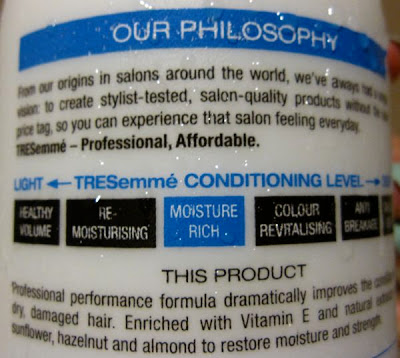 OUR PHILOSOPHY
From our origins in salons around the world, we've aways had a
vision: to create stylist-tested, salon-quality products without the
price tag, so you can experience that salon feeling everyday.
TRESemmé – Professional, Affordable.
LIGHT ← TRESemmé CONDITIONING LEVEL →
HEALTHY VOLUME
RE-MOISTURISING
MOISTURE RICH
COLOUR REVITALISING
ANTI BREAKAGE
THIS PRODUCT
Professional performance formula dramatically improves the
dry, damaged hair. Enriched with Vitamin E and natural
sunflower, hazelnut and almond to restore moisture and strength.